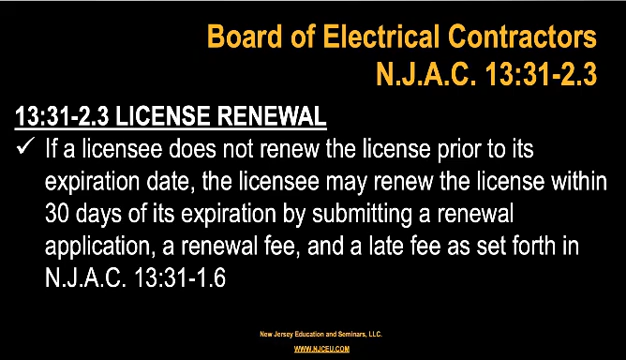 Board of Electrical Contractors
N.J.A.C. 13:31-2.3
13:31-2.3 LICENSE RENEWAL
✓ If a licensee does not renew the license prior to its
expiration date, the licensee may renew the license within
30 days of its expiration by submitting a renewal
application, a renewal fee, and a late fee as set forth in
N.J.A.C. 13:31-1.6
New Jersey Education and Seminars, LLC.
WWW.NJCEU.COM